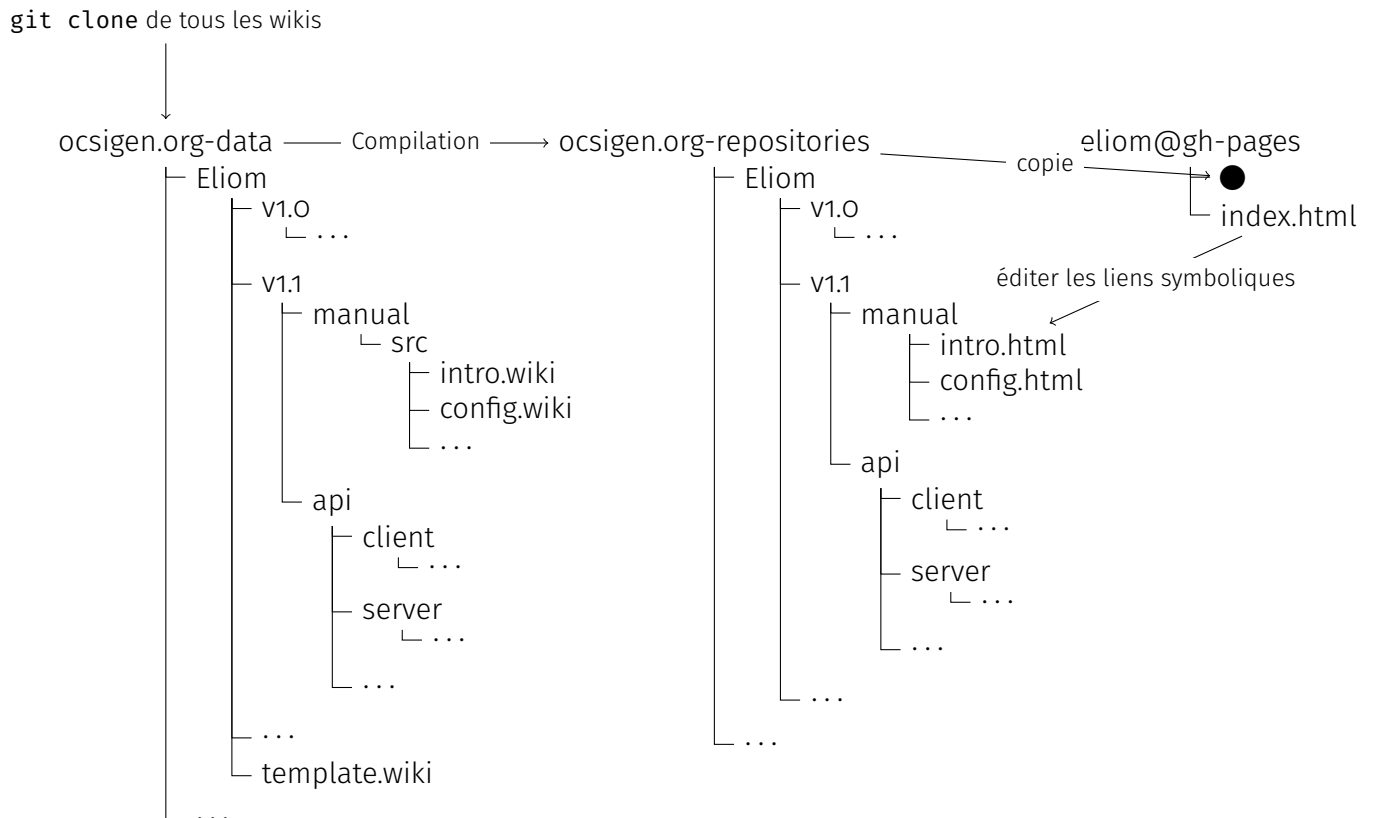 git clone de tous les wikis
ocsigen.org-data
Compilation
ocsigen.org-repositories
copie
eliom@gh-pages
Eliom
v1.0
...
v1.1
manual
src
intro.wiki
config.wiki
...
api
client
...
server
...
...
...
template.wiki
...
Eliom
v1.0
...
v1.1
manual
intro.html
config.html
...
api
client
...
server
...
...
...
...
index.html
éditer les liens symboliques